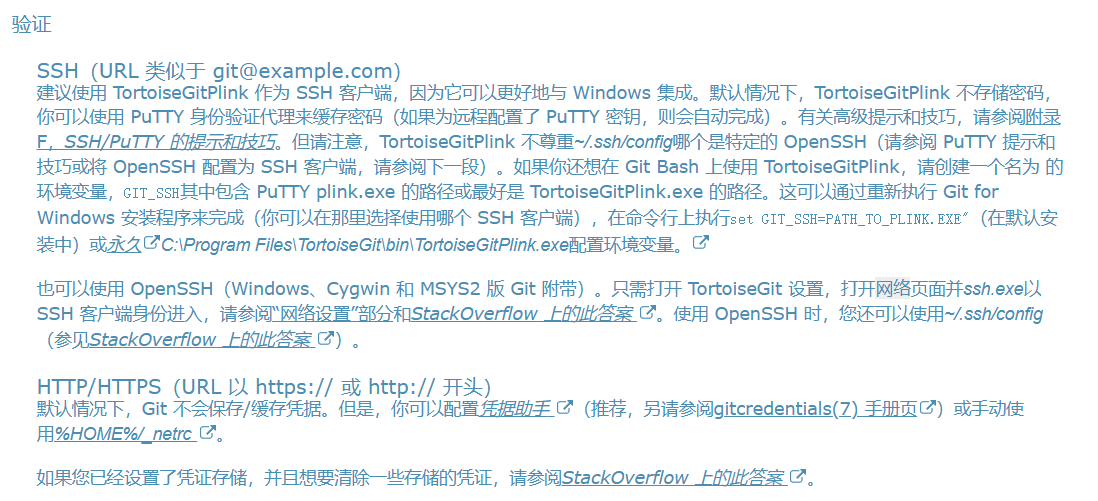 验证
SSH（URL 类似于 git@example.com）
建议使用 TortoiseGitPlink 作为 SSH 客户端，因为它可以更好地与 Windows 集成。默认情况下，TortoiseGitPlink 不存储密码，
你可以使用 PuTTY 身份验证代理来缓存密码（如果为远程配置了 PuTTY 密钥，则会自动完成）。有关高级提示和技巧，请参阅附录
F，SSH/PuTTY 的提示和技巧。但请注意，TortoiseGitPlink 不尊重~/.ssh/config哪个是特定的 OpenSSH（请参阅 PuTTY 提示和
技巧或将 OpenSSH 配置为 SSH 客户端，请参阅下一段）。如果你还想在 Git Bash 上使用 TortoiseGitPlink，请创建一个名为 的
环境变量，GIT_SSH其中包含 PuTTY plink.exe 的路径或最好是 TortoiseGitPlink.exe 的路径。这可以通过重新执行 Git for
Windows 安装程序来完成（你可以在那里选择使用哪个 SSH 客户端），在命令行上执行set GIT_SSH=PATH_TO_PLINK.EXE"（在默认安
装中）或永久C:\Program Files\TortoiseGit\bin\TortoiseGitPlink.exe配置环境变量。
也可以使用 OpenSSH（Windows、Cygwin 和 MSYS2 版 Git 附带）。只需打开 TortoiseGit 设置，打开网络页面并ssh.exe以
SSH 客户端身份进入，请参阅“网络设置”部分和StackOverflow 上的此答案。使用 OpenSSH 时，您还可以使用~/.ssh/config
（参见StackOverflow 上的此答案）。
HTTP/HTTPS（URL 以 https:// 或 http:// 开头）
默认情况下，Git 不会保存/缓存凭据。但是，你可以配置凭据助手（推荐，另请参阅gitcredentials(7) 手册页）或手动使
用%HOME%/_netrc。
如果您已经设置了凭证存储，并且想要清除一些存储的凭证，请参阅StackOverflow 上的此答案。